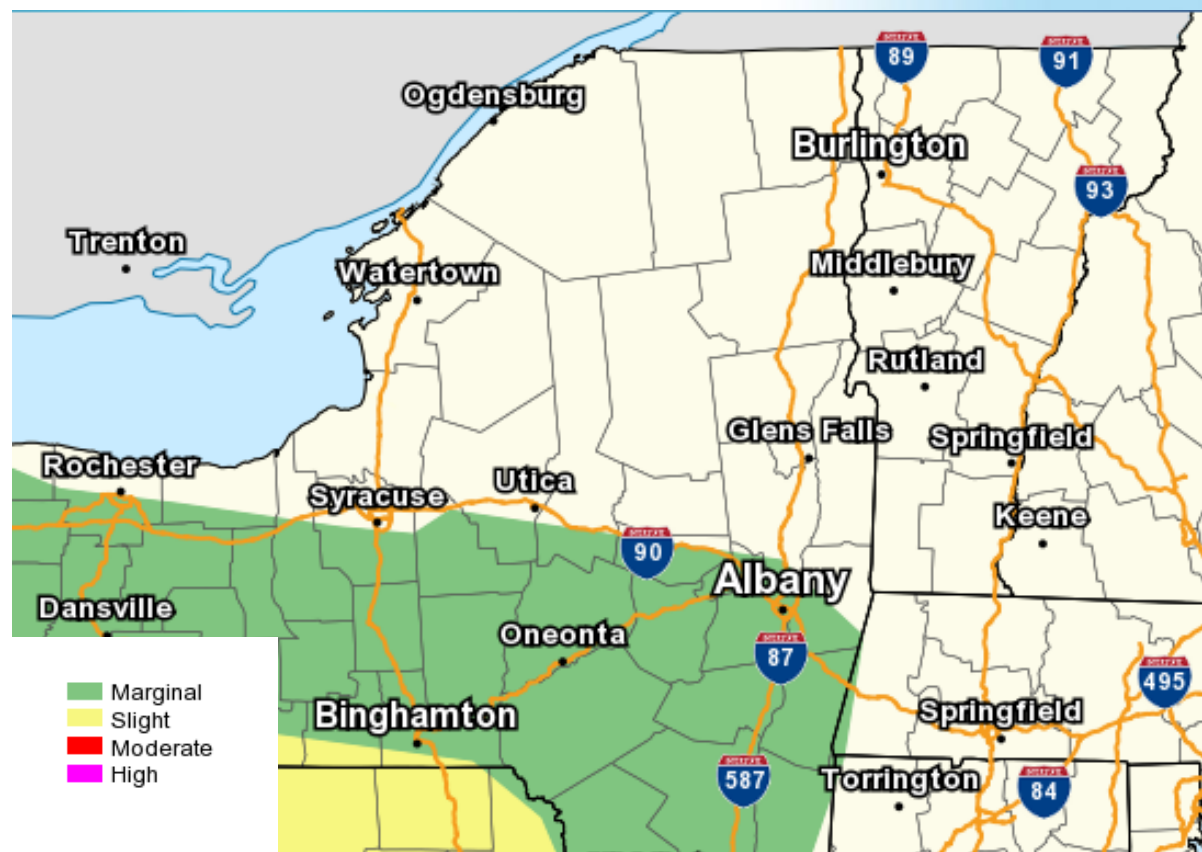 89
91
Ogdensburg
Burlington
93
Trenton
Watertown
Middlebury
Rutland
Glens Falls
Springfield
Rochester
Syracuse
Utica
Keene
90
Albany
Dansville
Oneonta
87
495
Binghamton
Springfield
587
Torrington
84
Marginal
Slight
Moderate
High